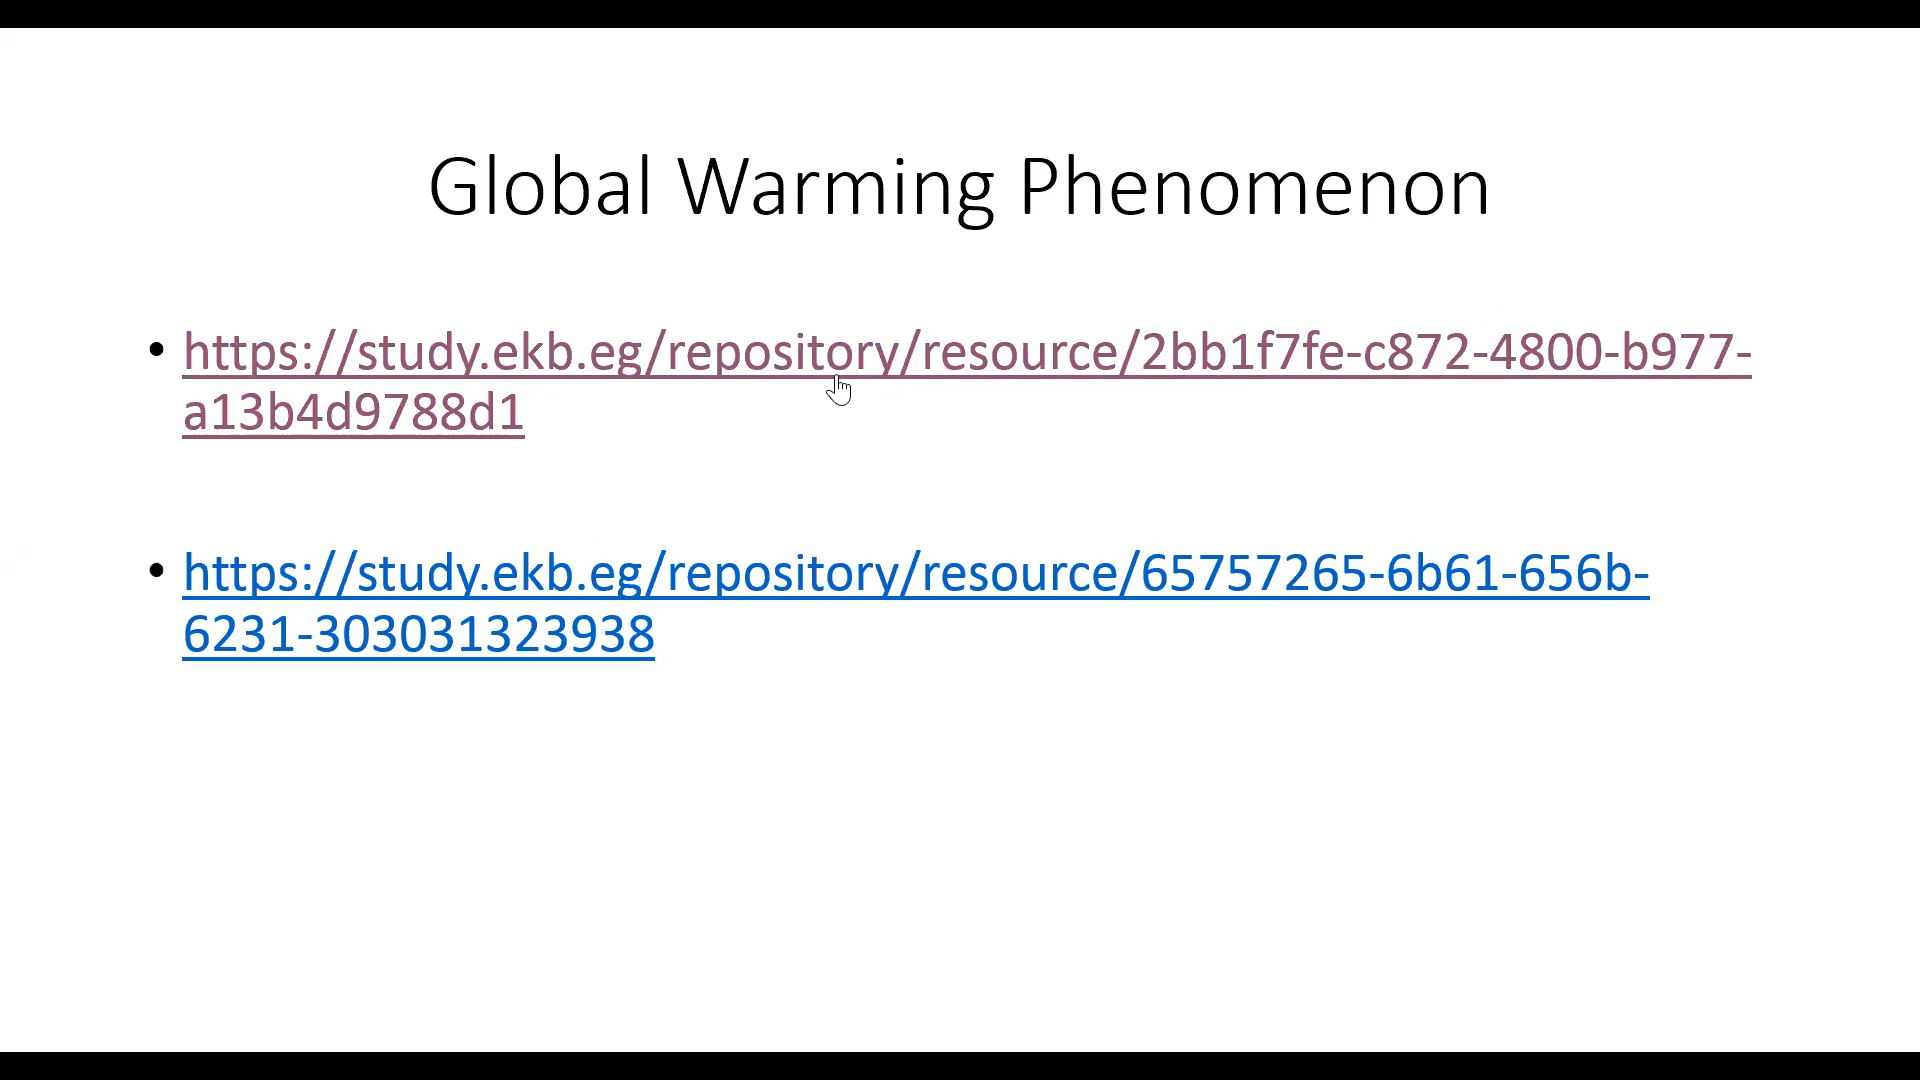 Global Warming Phenomenon
• https://study.ekb.eg/repository/resource/2bb1f7fe-c872-4800-b977-
a13b4d9788d1
• https://study.ekb.eg/repository/resource/65757265-6b61-656b-
6231-303031323938